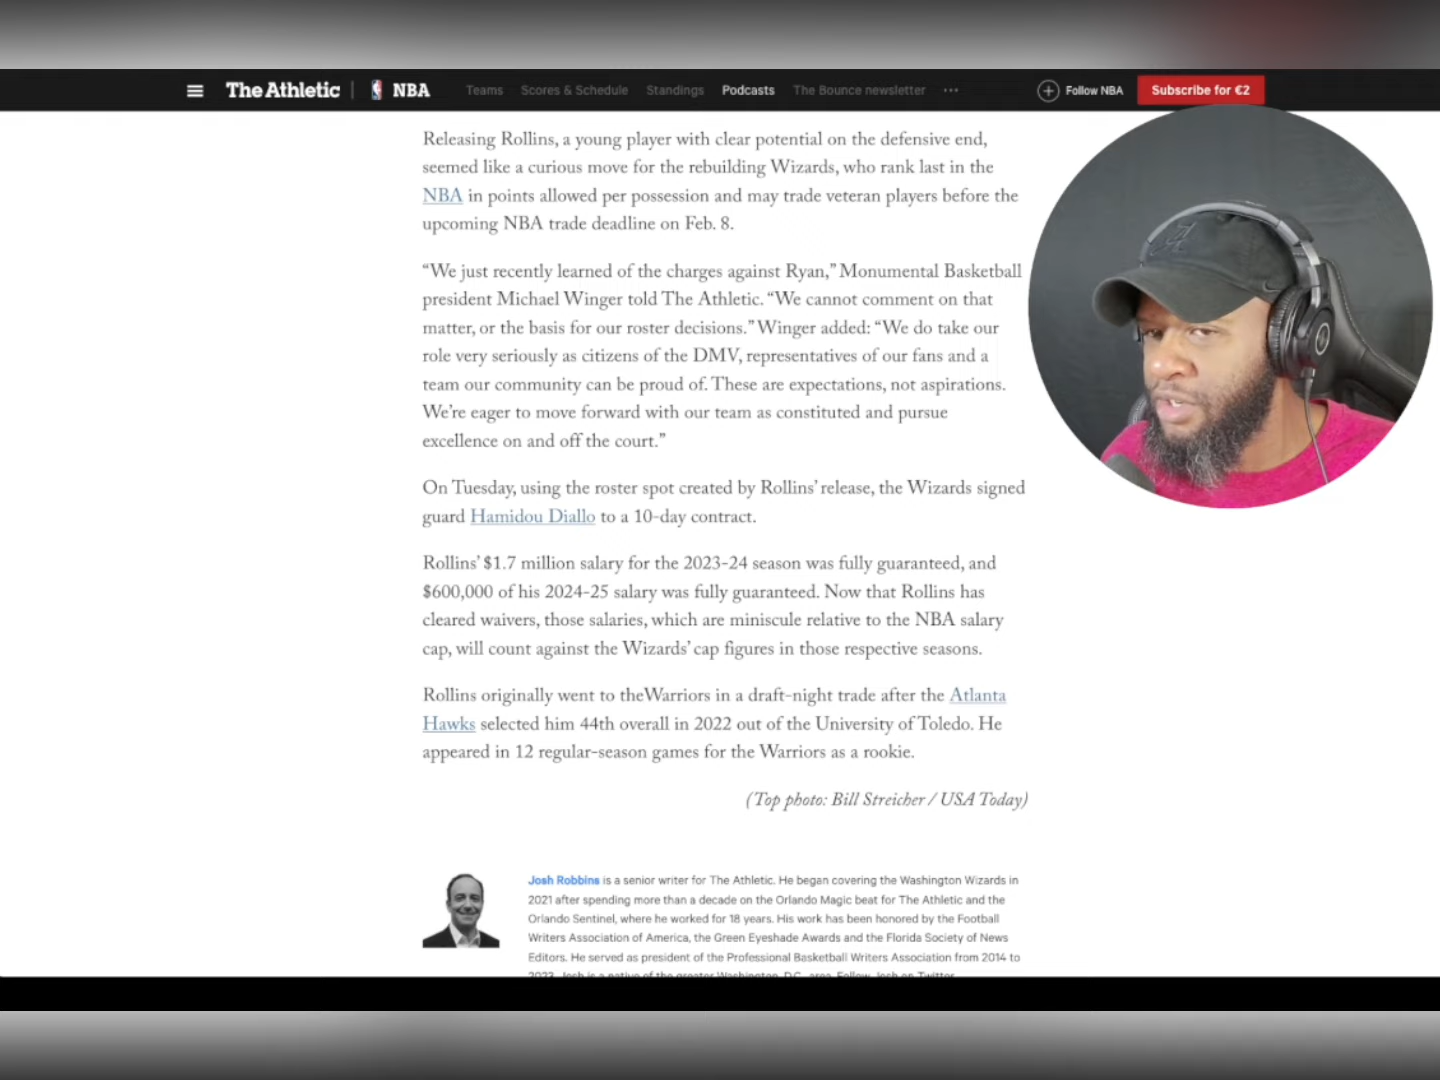 The Athletic | NBA Teams Scores & Schedule Standings Podcasts The Bounce newsletter ··· Follow NBA Subscribe for €2
Releasing Rollins, a young player with clear potential on the defensive end,
seemed like a curious move for the rebuilding Wizards, who rank last in the
NBA in points allowed per possession and may trade veteran players before the
upcoming NBA trade deadline on Feb. 8.
“We just recently learned of the charges against Ryan,” Monumental Basketball
president Michael Winger told The Athletic. “We cannot comment on that
matter, or the basis for our roster decisions.” Winger added: “We do take our
role very seriously as citizens of the DMV, representatives of our fans and a
team our community can be proud of. These are expectations, not aspirations.
We’re eager to move forward with our team as constituted and pursue
excellence on and off the court.”
On Tuesday, using the roster spot created by Rollins’ release, the Wizards signed
guard Hamidou Diallo to a 10-day contract.
Rollins’ $1.7 million salary for the 2023-24 season was fully guaranteed, and
$600,000 of his 2024-25 salary was fully guaranteed. Now that Rollins has
cleared waivers, those salaries, which are miniscule relative to the NBA salary
cap, will count against the Wizards’ cap figures in those respective seasons.
Rollins originally went to theWarriors in a draft-night trade after the Atlanta
Hawks selected him 44th overall in 2022 out of the University of Toledo. He
appeared in 12 regular-season games for the Warriors as a rookie.
(Top photo: Bill Streicher / USA Today)
Josh Robbins is a senior writer for The Athletic. He began covering the Washington Wizards in
2021 after spending more than a decade on the Orlando Magic beat for The Athletic and the
Orlando Sentinel, where he worked for 18 years. His work has been honored by the Football
Writers Association of America, the Green Eyeshade Awards and the Florida Society of News
Editors. He served as president of the Professional Basketball Writers Association from 2014 to
2023. Josh is a native of the greater Washington, D.C., area. Follow Josh on Twitter